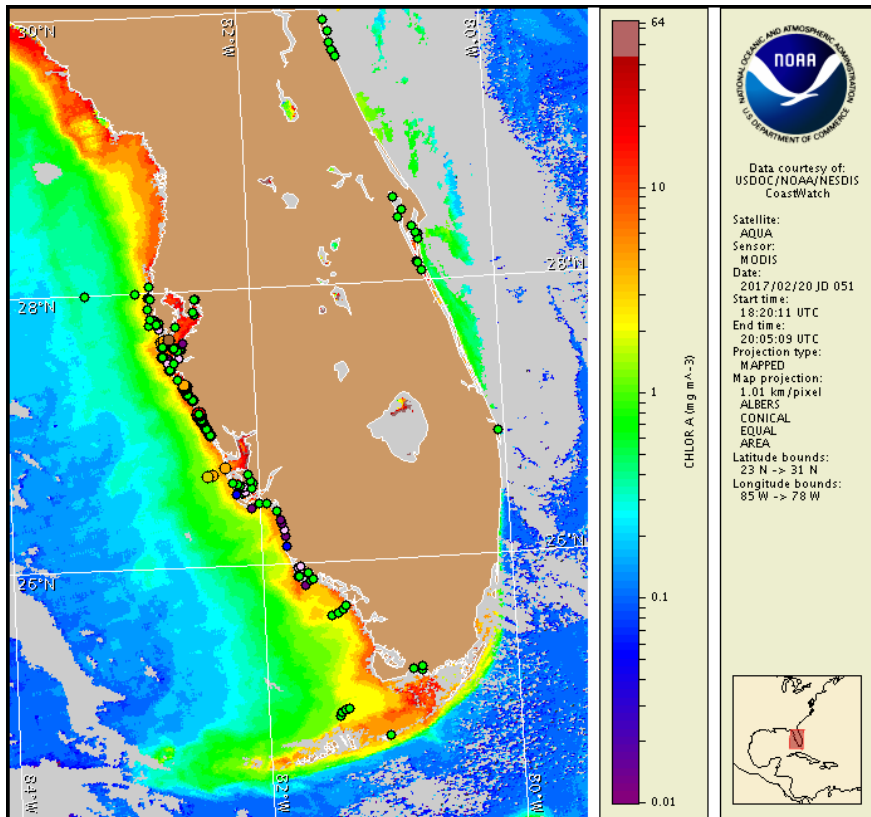 30°N
82°W
80°W
28°N
28°N
26°N
26°N
84°W
82°W
80°W
64
10
1
0.1
0.01
CHLOR A (mg m^-3)
NATIONAL OCEANIC AND ATMOSPHERIC ADMINISTRATION
NOAA
U.S. DEPARTMENT OF COMMERCE
Data courtesy of:
USDOC/NOAA/NESDIS
CoastWatch
Satellite:
AQUA
Sensor:
MODIS
Date:
2017/02/20 JD 051
Start time:
18:20:11 UTC
End time:
20:05:09 UTC
Projection type:
MAPPED
Map projection:
1.01 km/pixel
ALBERS
CONICAL
EQUAL
AREA
Latitude bounds:
23 N -> 31 N
Longitude bounds:
85 W -> 78 W